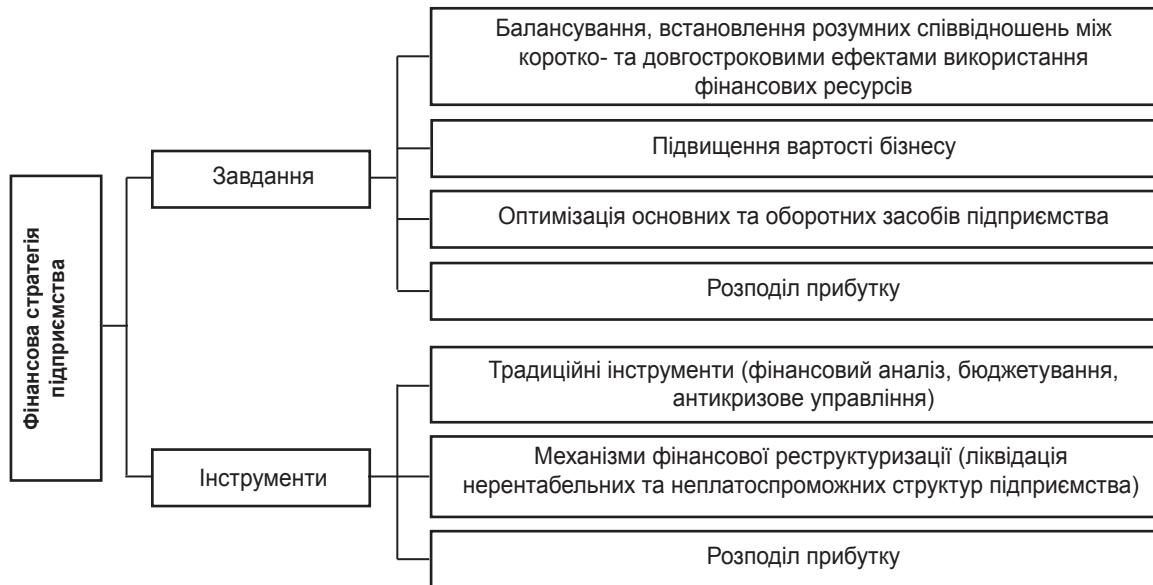 Фінансова стратегія
підприємства
Завдання
Балансування, встановлення розумних співвідношень між
коротко- та довгостроковими ефектами використання
фінансових ресурсів
Підвищення вартості бізнесу
Оптимізація основних та оборотних засобів підприємства
Розподіл прибутку
Інструменти
Традиційні інструменти (фінансовий аналіз, бюджетування,
антикризове управління)
Механізми фінансової реструктуризації (ліквідація
нерентабельних та неплатоспроможних структур підприємства)
Розподіл прибутку